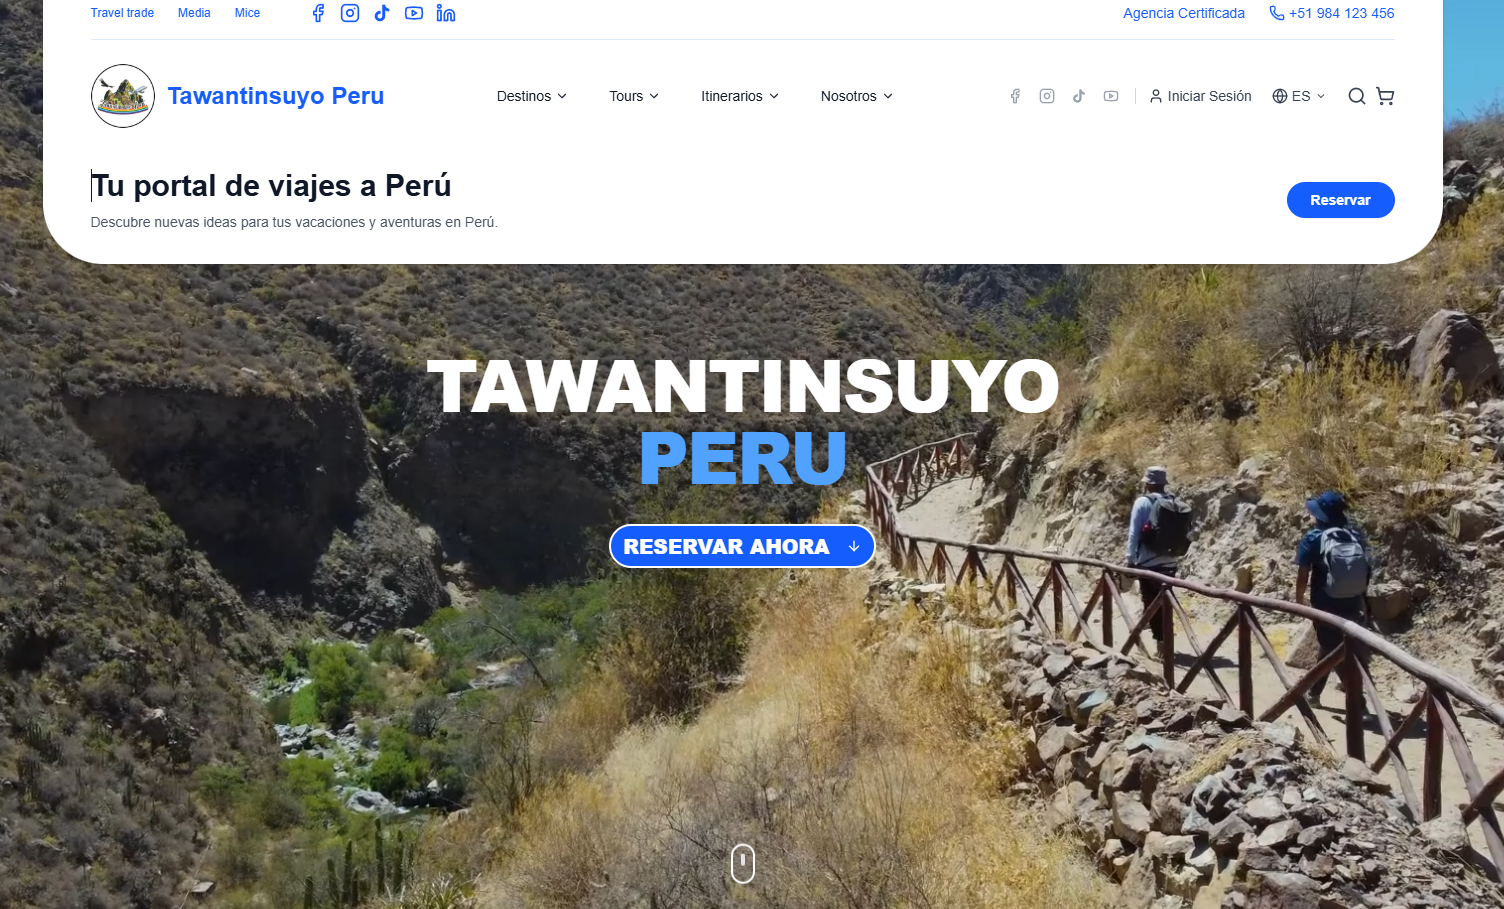 Travel trade Media Mice Agencia Certificada +51 984 123 456
Tawantinsuyo Peru Destinos Tours Itinerarios Nosotros Iniciar Sesión ES
Tu portal de viajes a Perú
Descubre nuevas ideas para tus vacaciones y aventuras en Perú.
Reservar
TAWANTINSUYO
PERU
RESERVAR AHORA